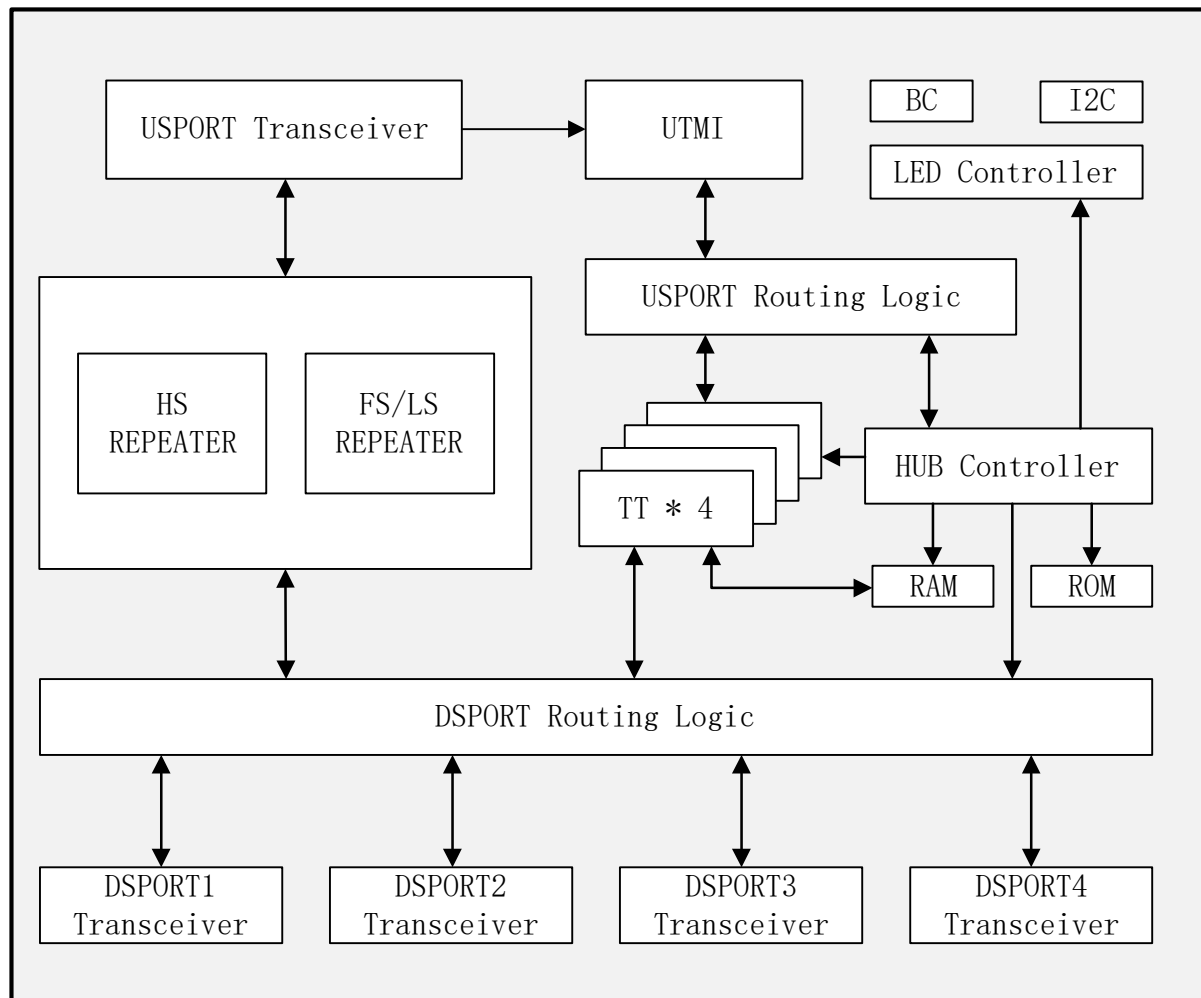 USPORT Transceiver
UTMI
BC
I2C
LED Controller
USPORT Routing Logic
HS
REPEATER
FS/LS
REPEATER
HUB Controller
TT * 4
RAM
ROM
DSPORT Routing Logic
DSPORT1
Transceiver
DSPORT2
Transceiver
DSPORT3
Transceiver
DSPORT4
Transceiver